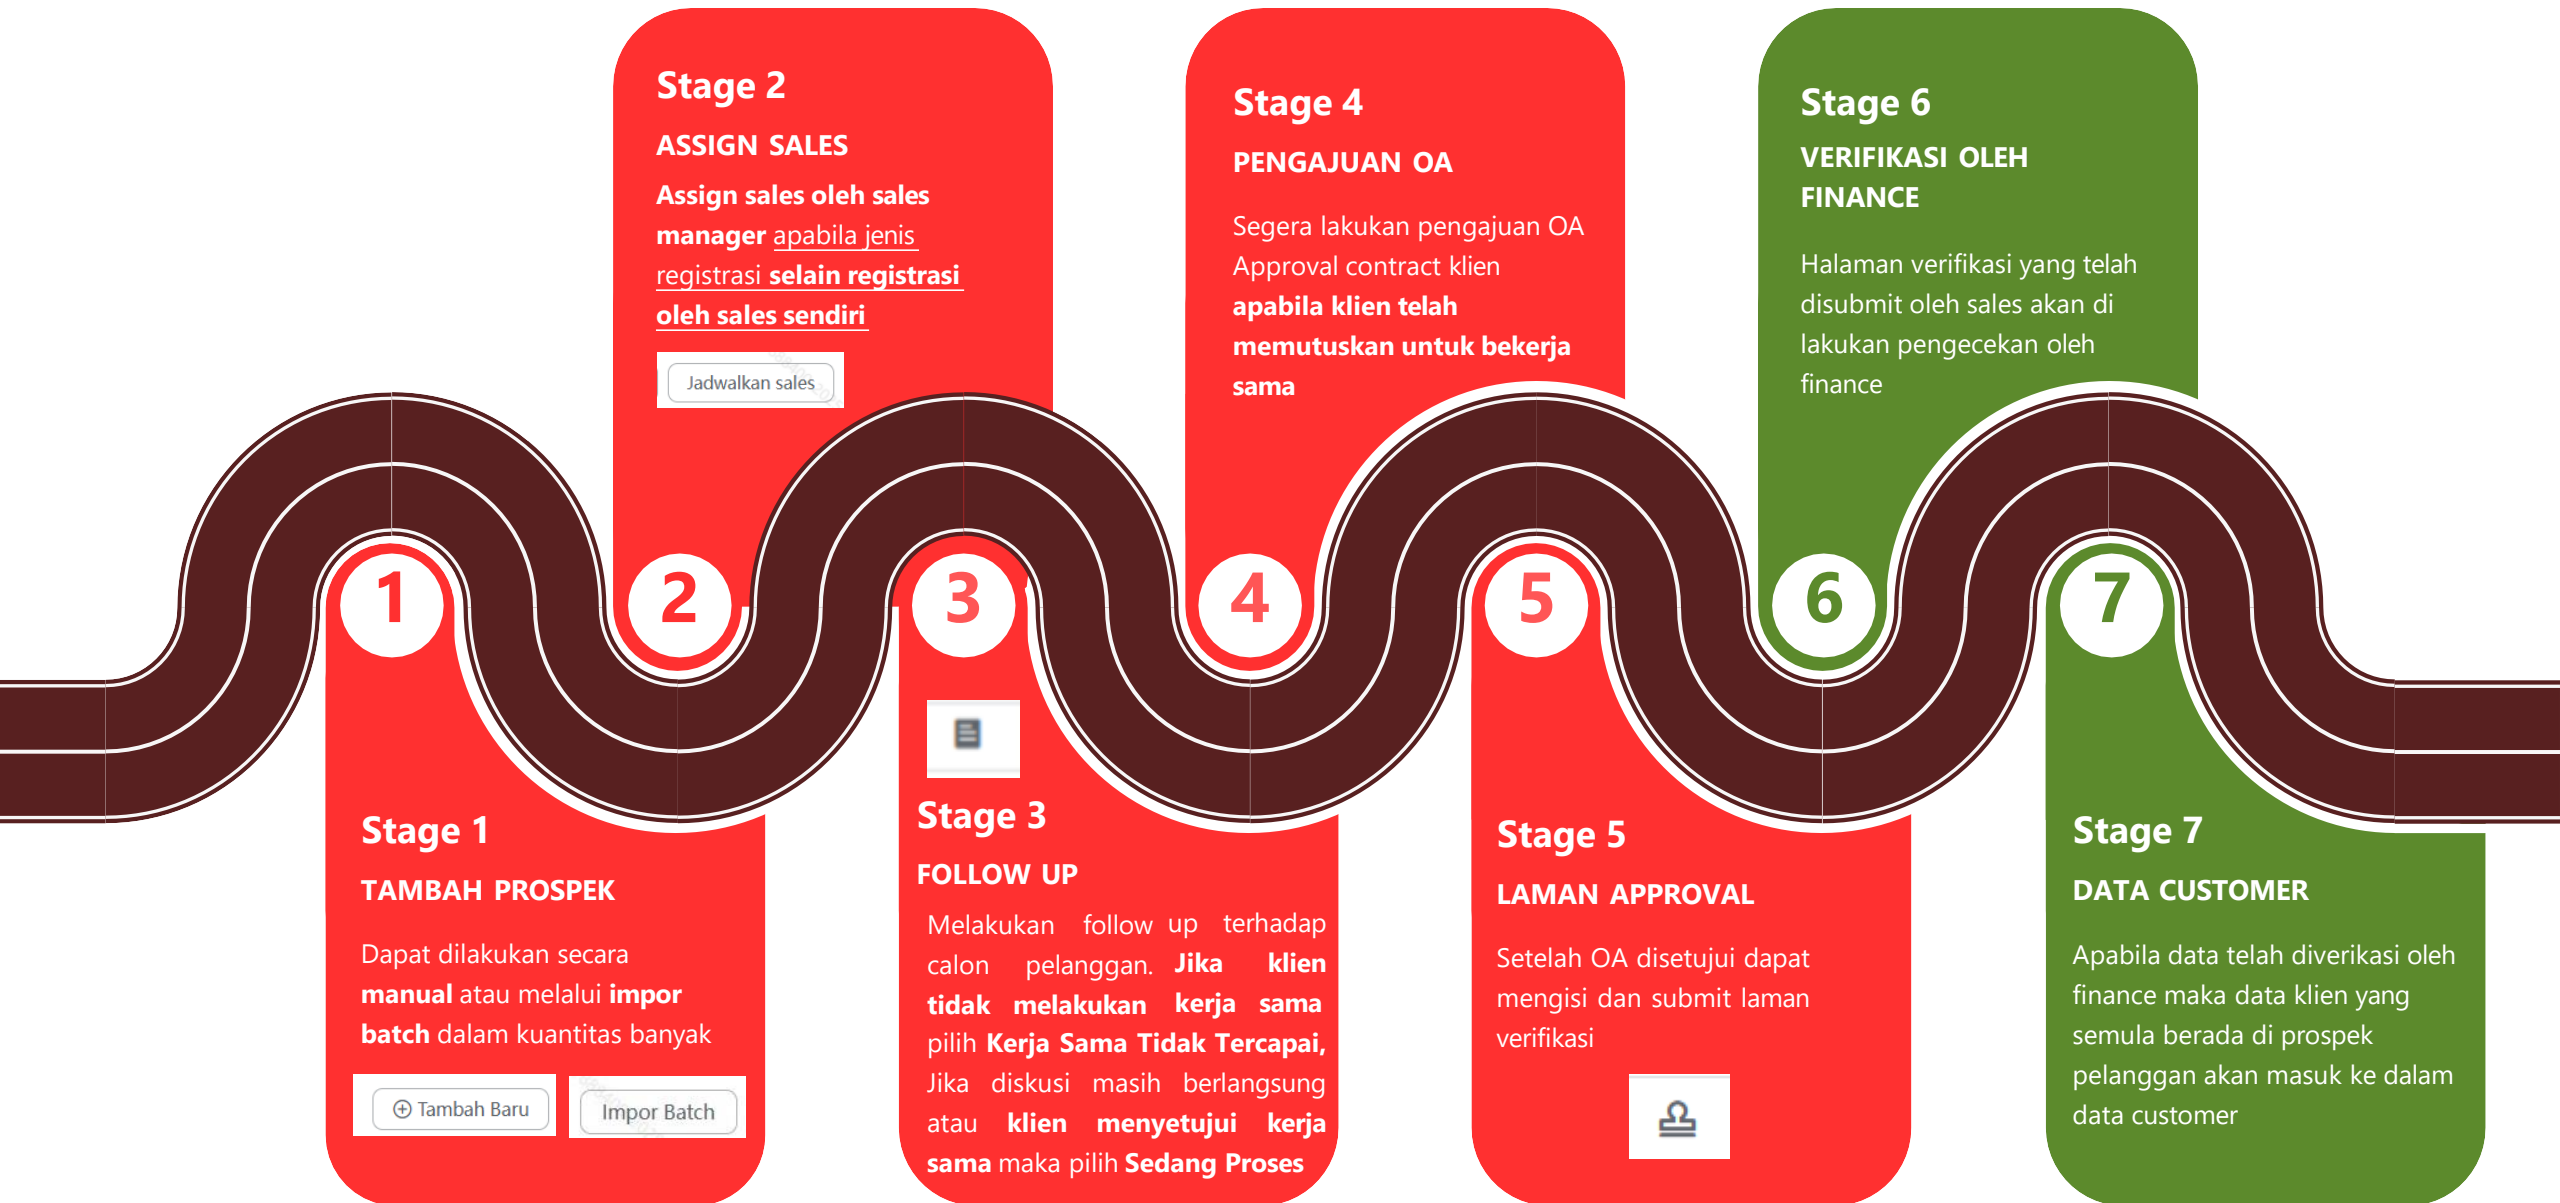 Stage 1
TAMBAH PROSPEK
Dapat dilakukan secara
manual atau melalui impor
batch dalam kuantitas banyak
Tambah Baru
Impor Batch
1
Stage 2
ASSIGN SALES
Assign sales oleh sales
manager apabila jenis
registrasi selain registrasi
oleh sales sendiri
Jadwalkan sales
2
3
Stage 3
FOLLOW UP
Melakukan follow up terhadap
calon pelanggan. Jika klien
tidak melakukan kerja sama
pilih Kerja Sama Tidak Tercapai,
Jika diskusi masih berlangsung
atau klien menyetujui kerja
sama maka pilih Sedang Proses
Stage 4
PENGAJUAN OA
Segera lakukan pengajuan OA
Approval contract klien
apabila klien telah
memutuskan untuk bekerja
sama
4
5
Stage 5
LAMAN APPROVAL
Setelah OA disetujui dapat
mengisi dan submit laman
verifikasi
Stage 6
VERIFIKASI OLEH
FINANCE
Halaman verifikasi yang telah
disubmit oleh sales akan di
lakukan pengecekan oleh
finance
6
7
Stage 7
DATA CUSTOMER
Apabila data telah diverikasi oleh
finance maka data klien yang
semula berada di prospek
pelanggan akan masuk ke dalam
data customer